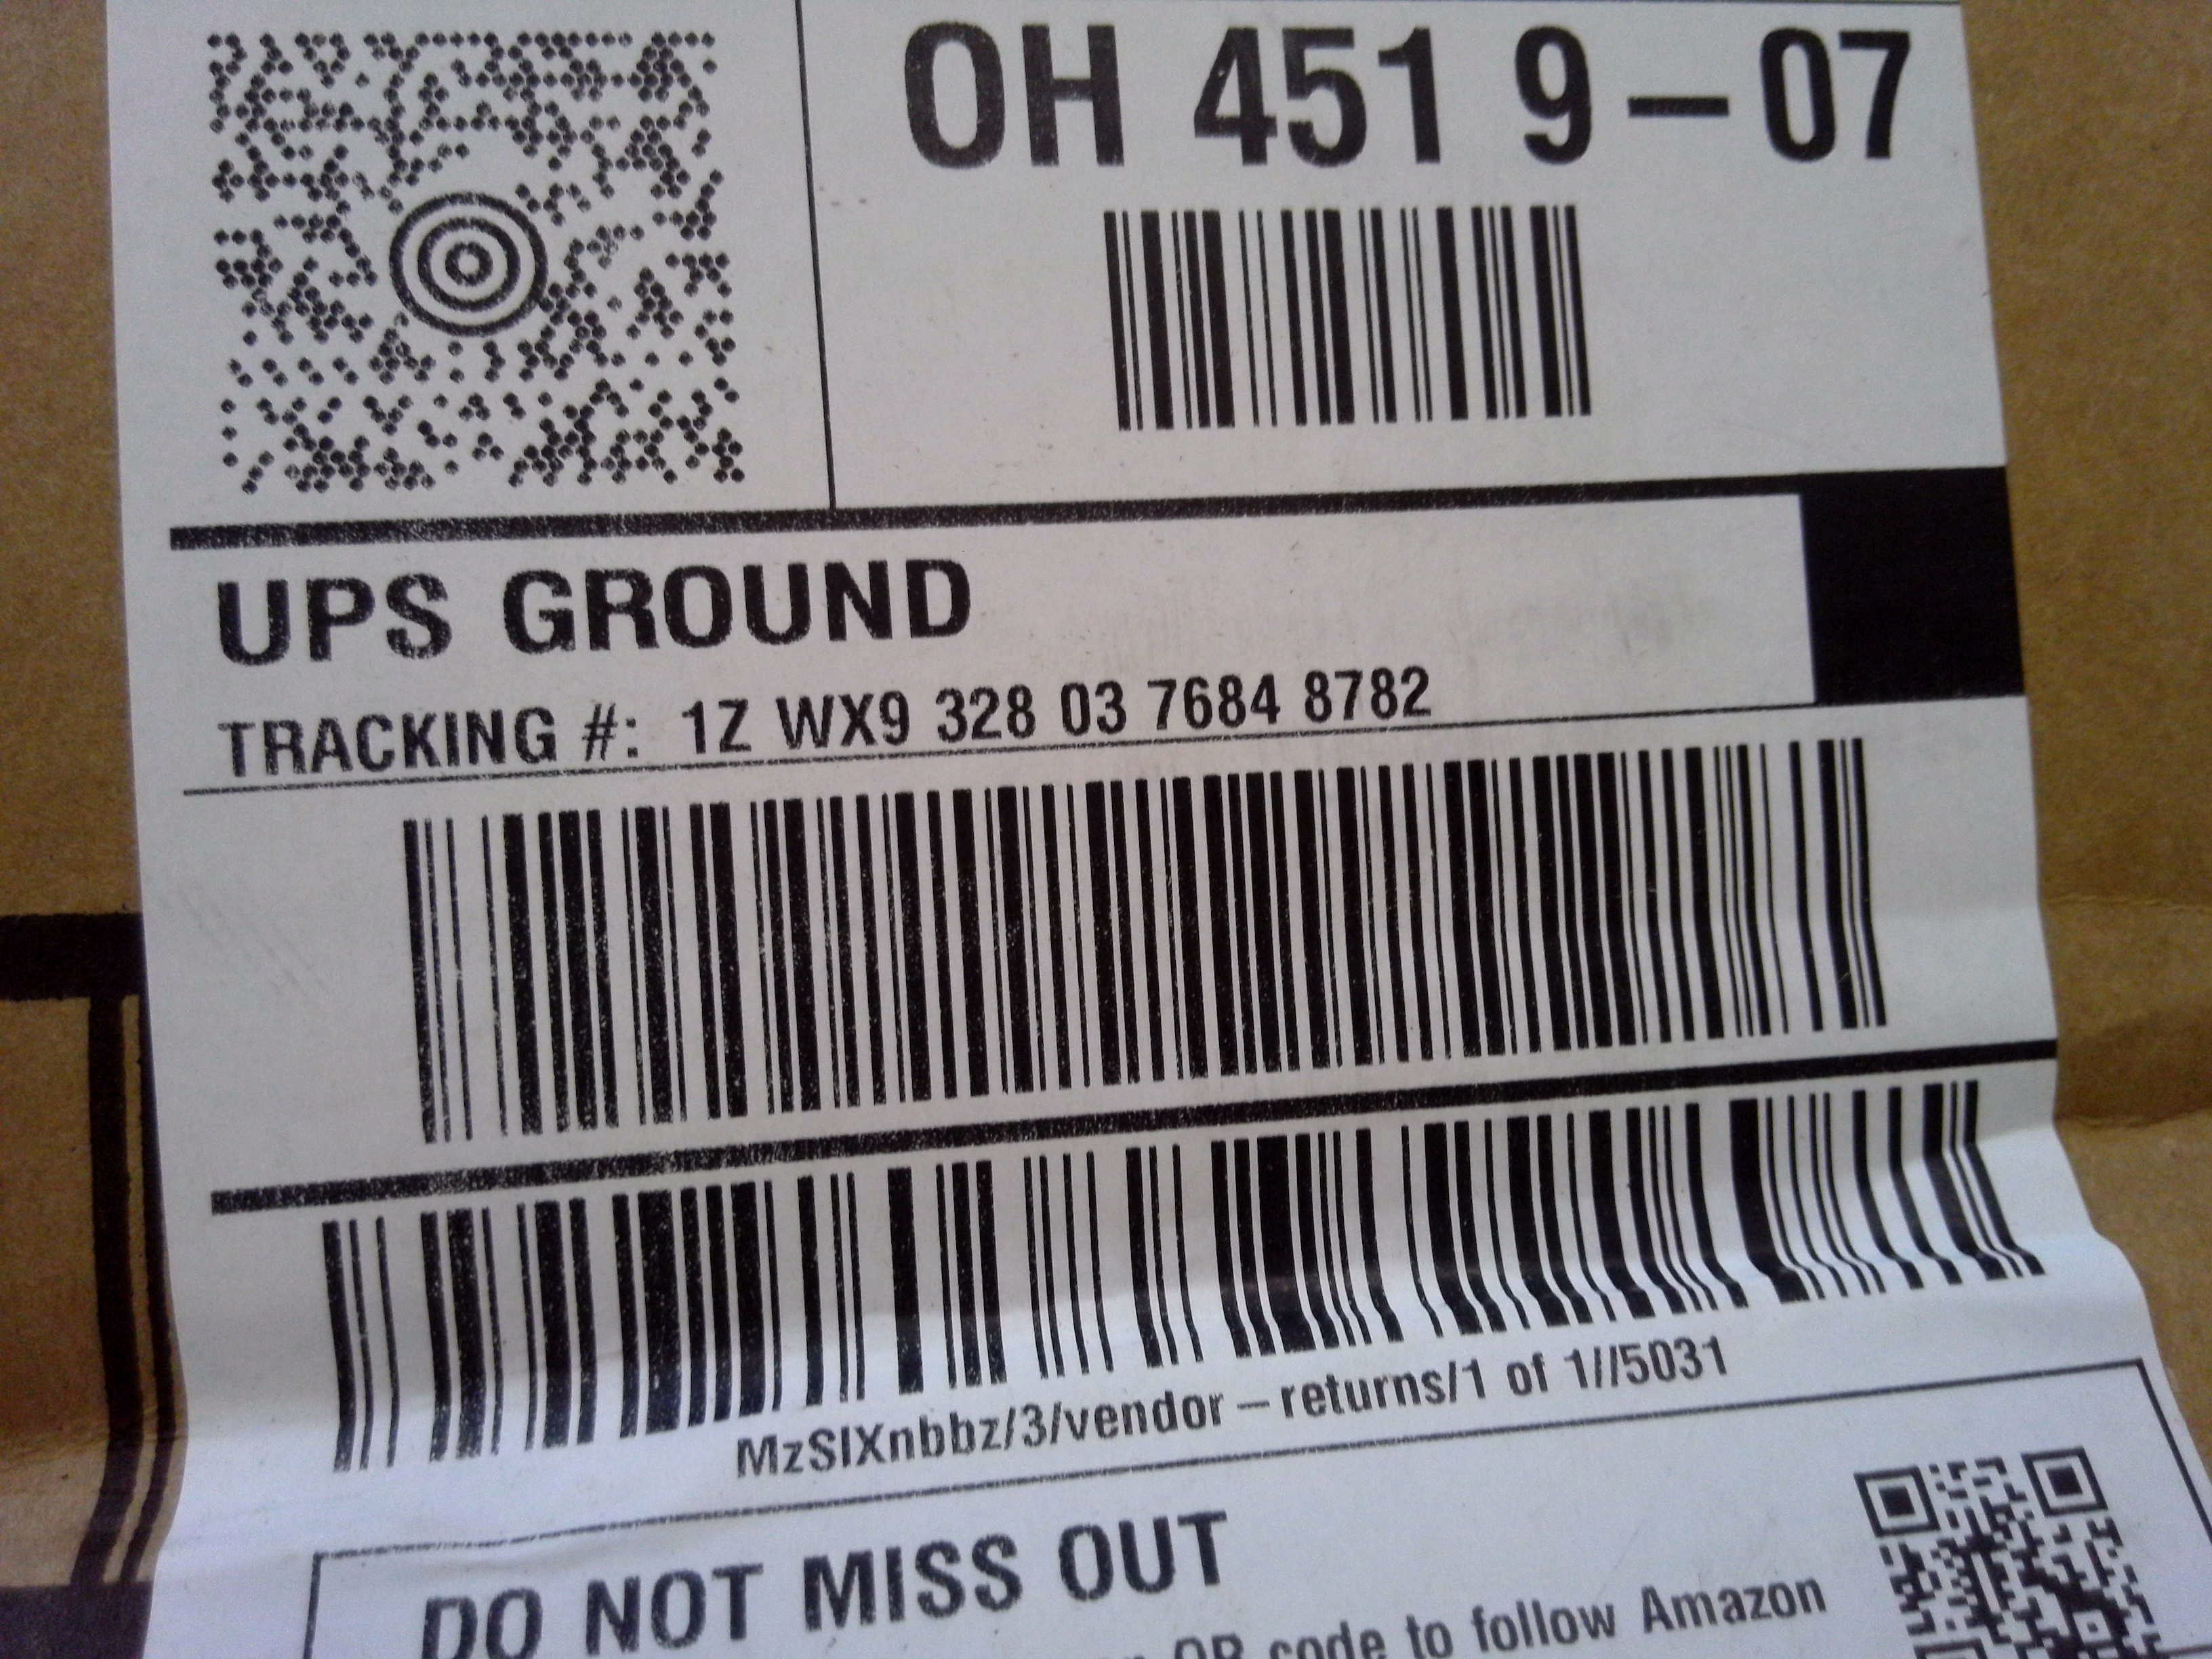 OH 451 9-07
UPS GROUND
TRACKING #: 1Z WX9 328 03 7684 8782
MzSIXnbbz/3/vendor-returns/1 of 1//5031
DO NOT MISS OUT
QR code to follow Amazon